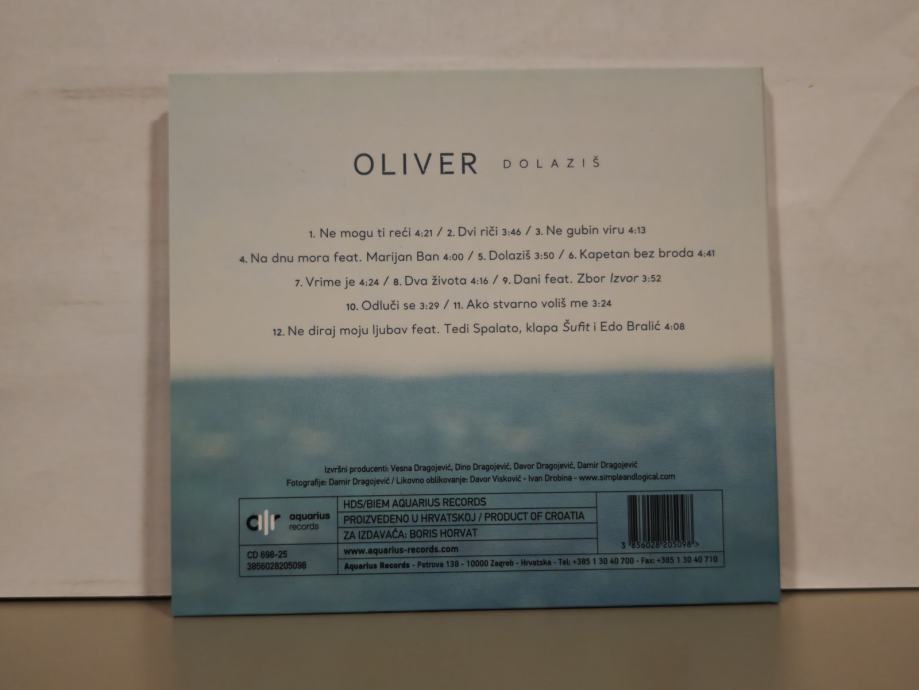 OLIVER DOLAZIŠ
1. Ne mogu ti reći 4:21 / 2. Dvi riči 3:46 / 3. Ne gubin viru 4:13
4. Na dnu mora feat. Marijan Ban 4:00 / 5. Dolaziš 3:50 / 6. Kapetan bez broda 4:41
7. Vrime je 4:24 / 8. Dva života 4:16 / 9. Dani feat. Zbor Izvor 3:52
10. Odluči se 3:29 / 11. Ako stvarno voliš me 3:24
12. Ne diraj moju ljubav feat. Tedi Spalato, klapa Šufit i Edo Bralić 4:08
Izvršni producenti: Vesna Dragojević, Dino Dragojević, Davor Dragojević, Damir Dragojević
Fotografije: Damir Dragojević / Likovno oblikovanje: Davor Visković - Ivan Drobina - www.simpleandlogical.com
aquarius
records
CD 698-25
3856028205098
HDS/BIEM AQUARIUS RECORDS
PROIZVEDENO U HRVATSKOJ / PRODUCT OF CROATIA
ZA IZDAVAČA: BORIS HORVAT
www.aquarius-records.com
Aquarius Records - Petrova 138 - 10000 Zagreb - Hrvatska - Tel: +385 1 30 40 700 - Fax: +385 1 30 40 710
3 856028 205098 >